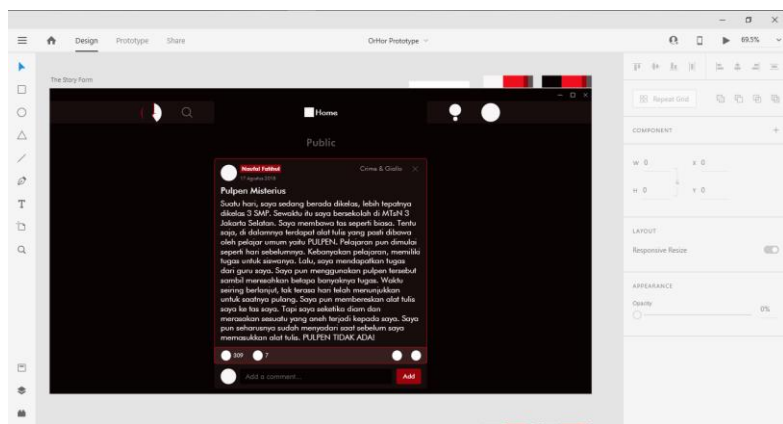 Design Prototype Share
OrHor Prototype
69.5%
The Story Form
Home
Public
Naufal Fakhul
Crime & Giallo
17 Agustus 2018
Pulpen Misterius
Suatu hari, saya sedang berada dikelas, lebih tepatnya
dikelas 3 SMP. Sewaktu itu saya bersekolah di MTsN 3
Jakarta Selatan. Saya membawa tas seperti biasa. Tentu
saja, di dalamnya terdapat alat tulis yang pasti dibawa
oleh pelajar umum yaitu PULPEN. Pelajaran pun dimulai
seperti hari sebelumnya. Kebanyakan pelajaran, memiliki
tugas untuk siswanya. Lalu, saya mendapatkan tugas
dari guru saya. Saya pun menggunakan pulpen tersebut
sambil meresahkan betapa banyaknya tugas. Waktu
seiring berlanjut, tak terasa hari telah menunjukkan
untuk saatnya pulang. Saya pun membereskan alat tulis
saya ke tas saya. Tapi saya seketika diam dan
merasakan sesuatu yang aneh terjadi kepada saya. Saya
pun seharusnya sudah menyadari saat sebelum saya
memasukkan alat tulis. PULPEN TIDAK ADA!
309 7
Add a comment... Add
Repeat Grid
COMPONENT
W 0 X 0
H 0 Y 0
LAYOUT
Responsive Resize
APPEARANCE
Opacity
0%